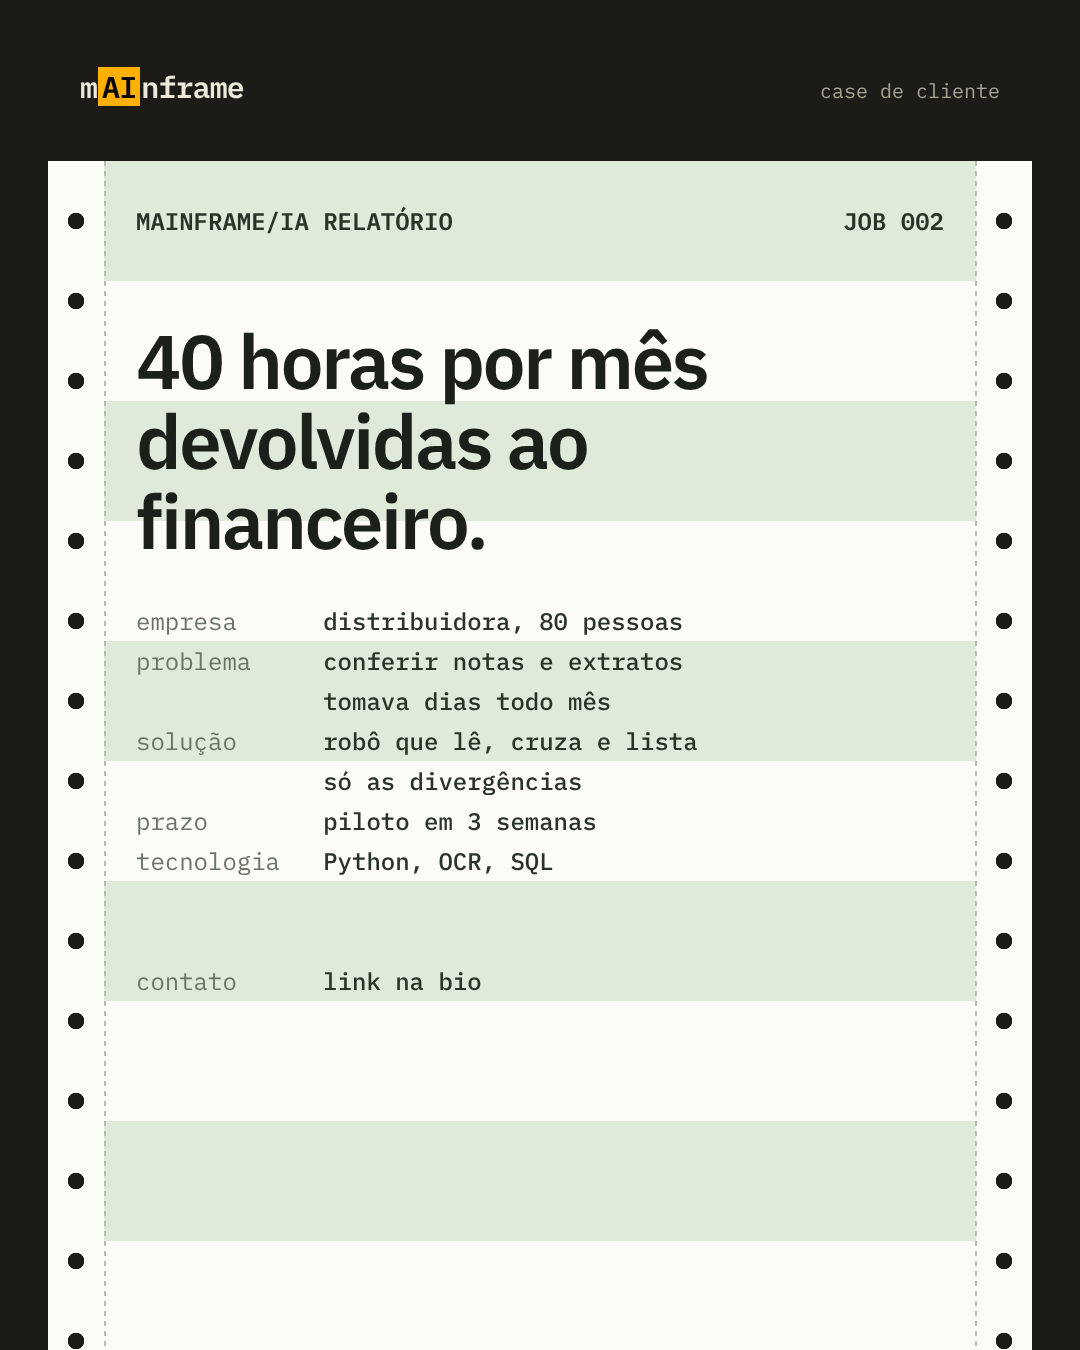 mAInframe
case de cliente
MAINFRAME/IA RELATÓRIO JOB 002
40 horas por mês
devolvidas ao
financeiro.
empresa distribuidora, 80 pessoas
problema conferir notas e extratos
tomava dias todo mês
solução robô que lê, cruza e lista
só as divergências
prazo piloto em 3 semanas
tecnologia Python, OCR, SQL
contato link na bio